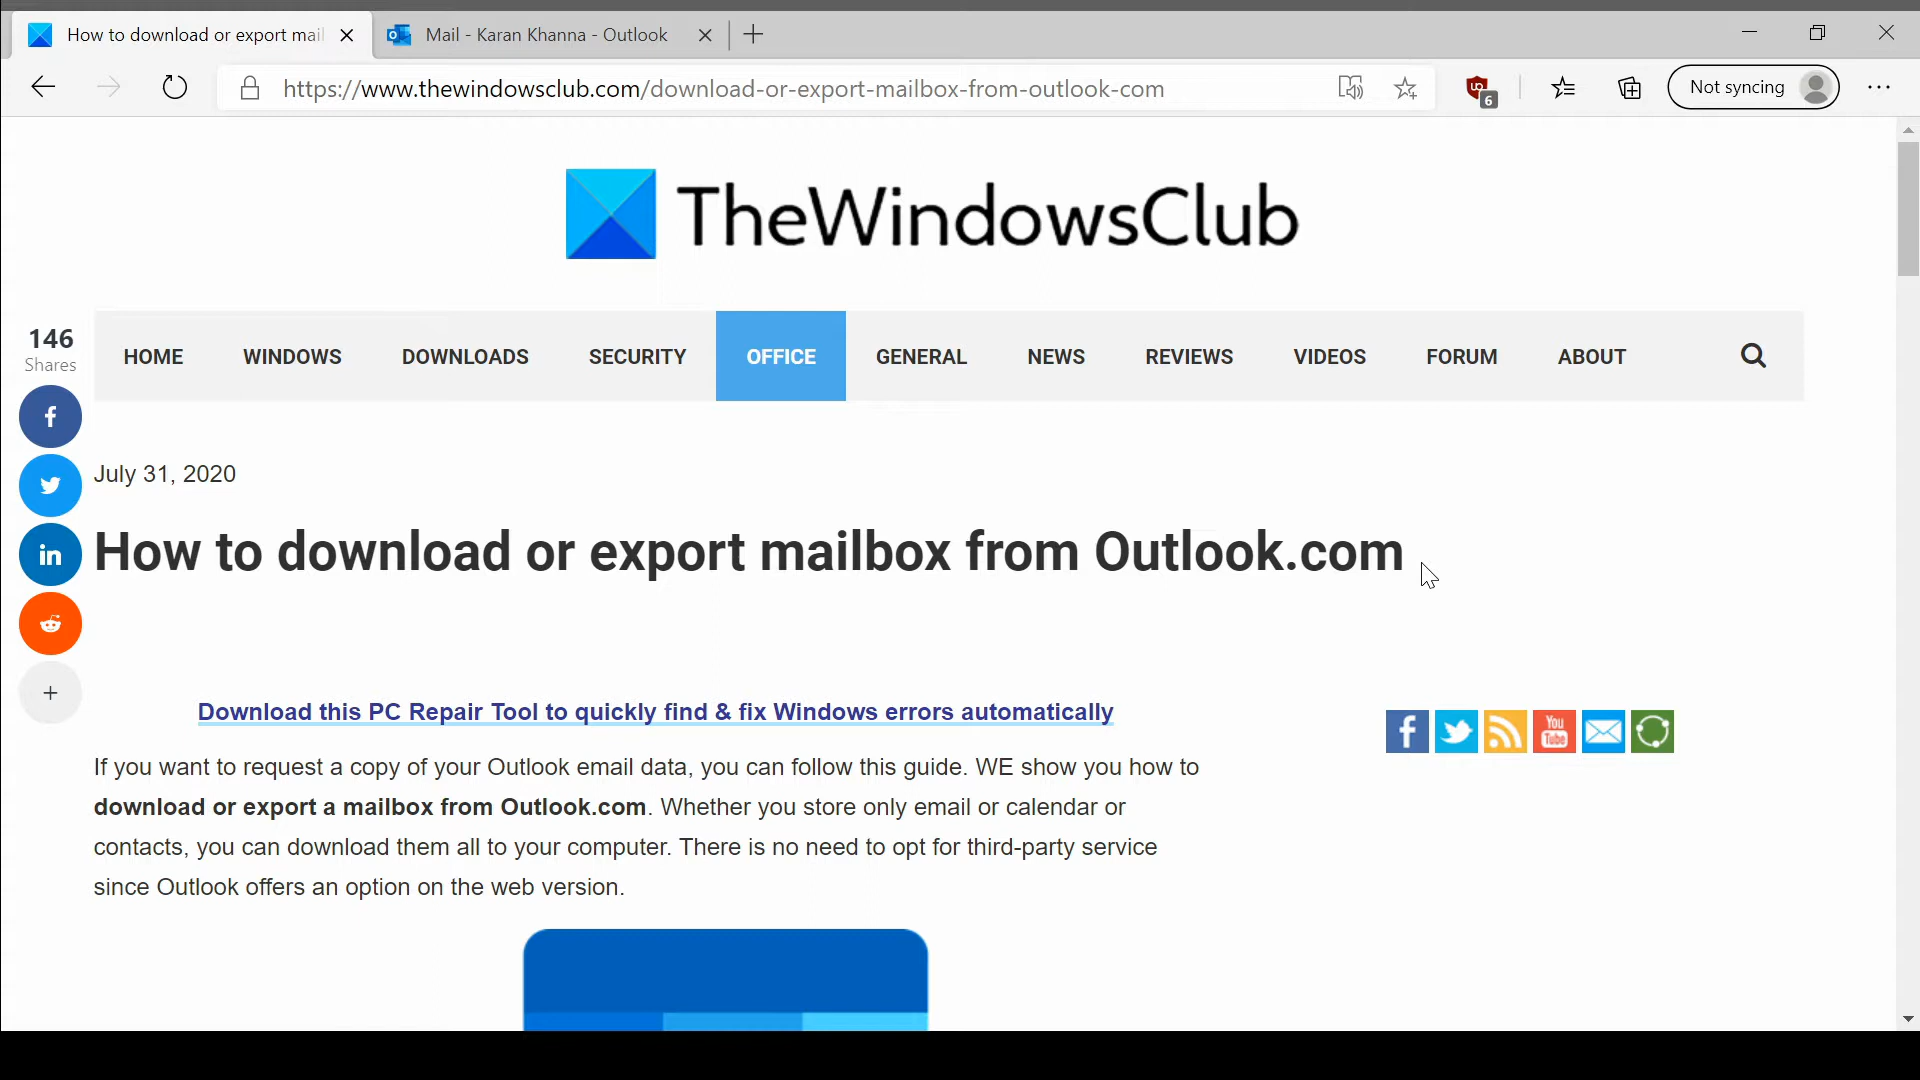 How to download or export mail
Mail - Karan Khanna - Outlook
https://www.thewindowsclub.com/download-or-export-mailbox-from-outlook-com
6
Not syncing
TheWindowsClub
HOME WINDOWS DOWNLOADS SECURITY OFFICE GENERAL NEWS REVIEWS VIDEOS FORUM ABOUT
146
Shares
July 31, 2020
How to download or export mailbox from Outlook.com
Download this PC Repair Tool to quickly find & fix Windows errors automatically
You
Tube
If you want to request a copy of your Outlook email data, you can follow this guide. WE show you how to
download or export a mailbox from Outlook.com. Whether you store only email or calendar or
contacts, you can download them all to your computer. There is no need to opt for third-party service
since Outlook offers an option on the web version.